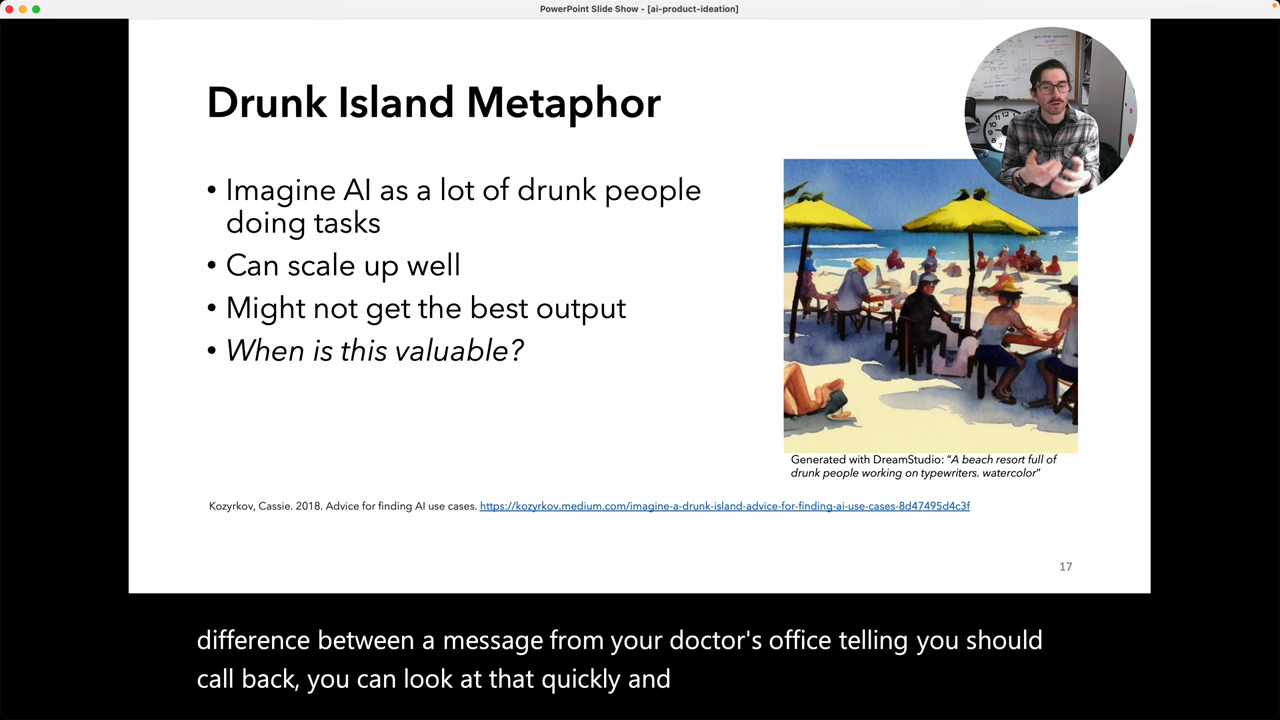 PowerPoint Slide Show - [ai-product-ideation]
Drunk Island Metaphor
• Imagine AI as a lot of drunk people
doing tasks
• Can scale up well
• Might not get the best output
• When is this valuable?
Generated with DreamStudio: "A beach resort full of
drunk people working on typewriters. watercolor"
Kozyrkov, Cassie. 2018. Advice for finding AI use cases. https://kozyrkov.medium.com/imagine-a-drunk-island-advice-for-finding-ai-use-cases-8d47495d4c3f
17
difference between a message from your doctor's office telling you should
call back, you can look at that quickly and